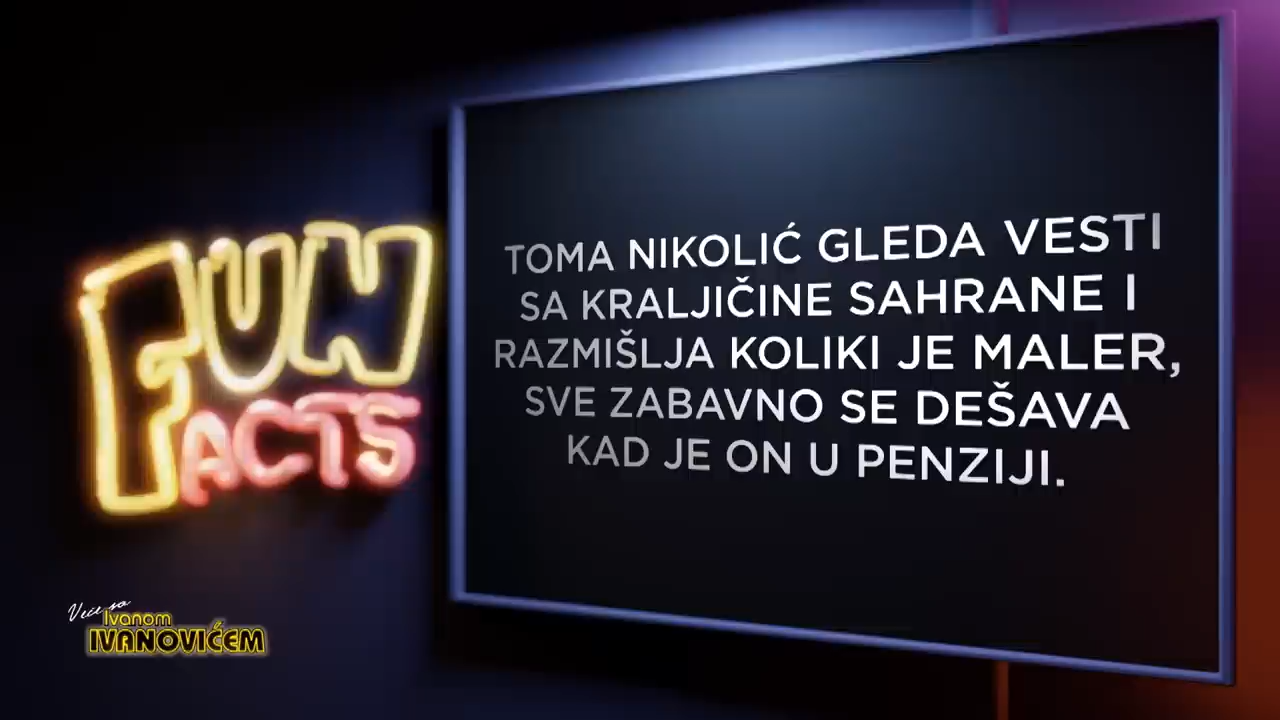 FUN
FACTS
TOMA NIKOLIĆ GLEDA VESTI
SA KRALJIČINE SAHRANE I
RAZMIŠLJA KOLIKI JE MALER,
SVE ZABAVNO SE DEŠAVA
KAD JE ON U PENZIJI.
Veče sa
Ivanom
IVANOVIĆEM